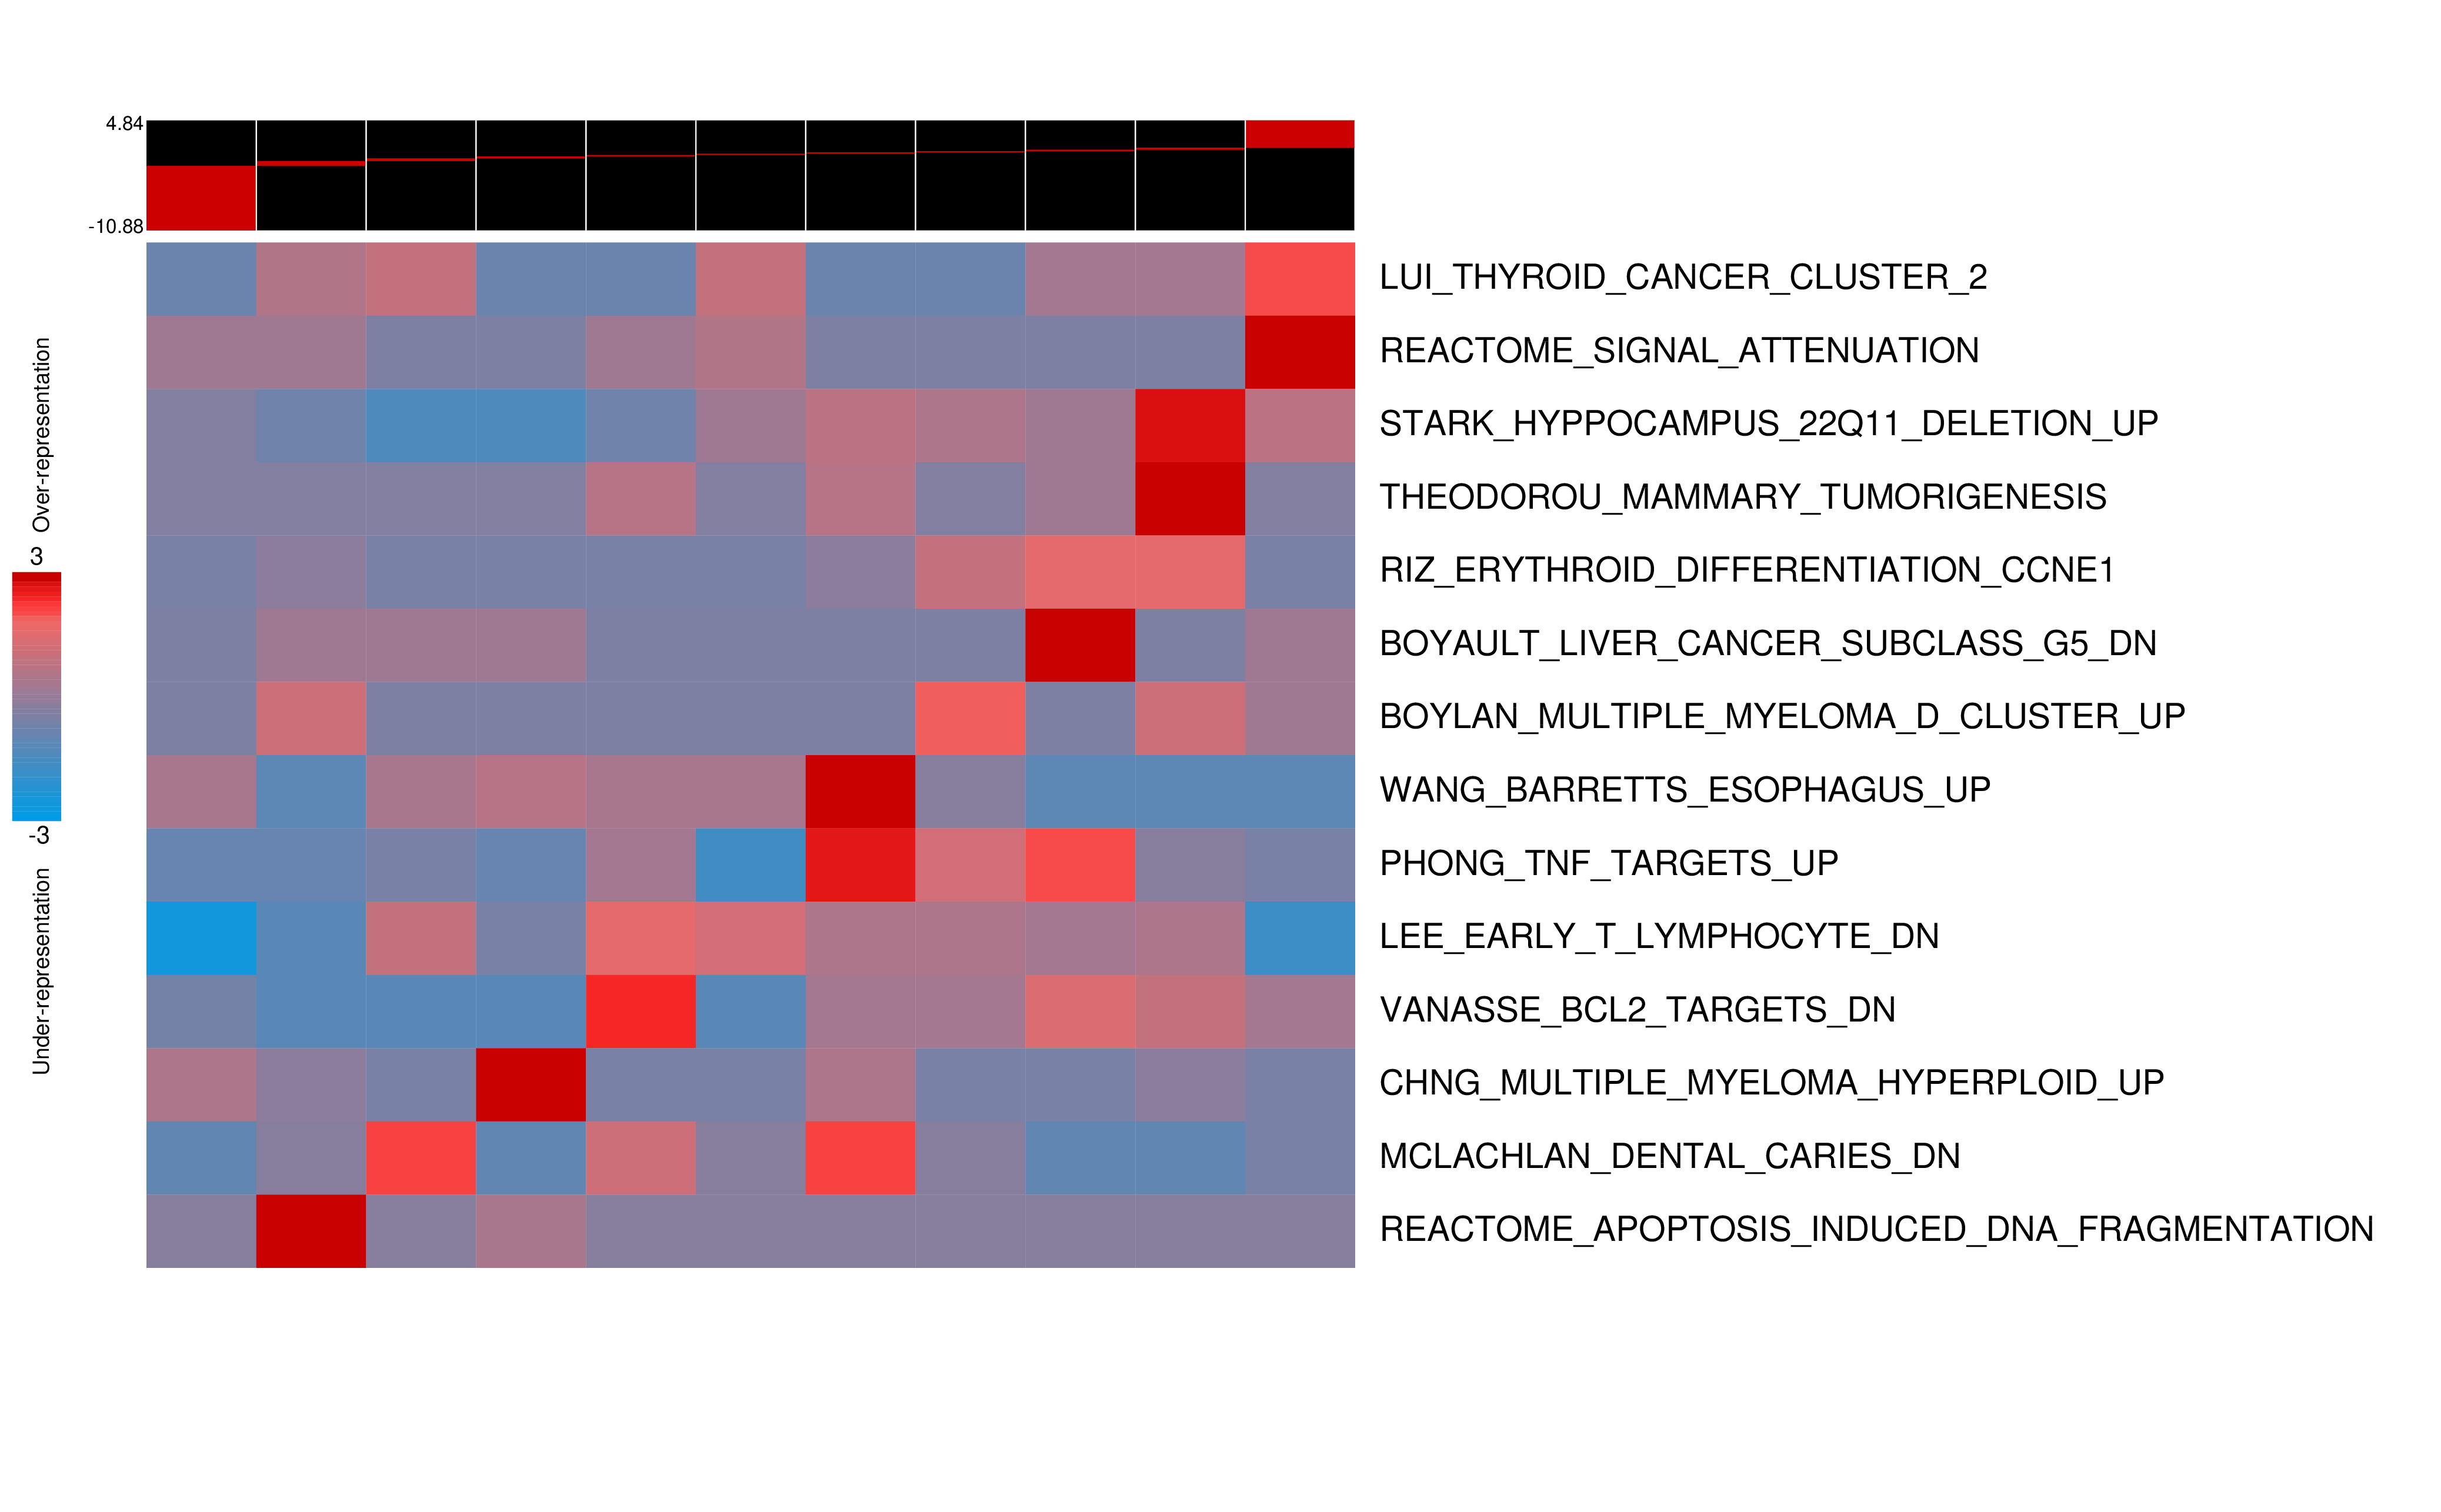 4.84
-10.88
Over-representation
3
-3
Under-representation
LUI_THYROID_CANCER_CLUSTER_2
REACTOME_SIGNAL_ATTENUATION
STARK_HYPPOCAMPUS_22Q11_DELETION_UP
THEODOROU_MAMMARY_TUMORIGENESIS
RIZ_ERYTHROID_DIFFERENTIATION_CCNE1
BOYAULT_LIVER_CANCER_SUBCLASS_G5_DN
BOYLAN_MULTIPLE_MYELOMA_D_CLUSTER_UP
WANG_BARRETTS_ESOPHAGUS_UP
PHONG_TNF_TARGETS_UP
LEE_EARLY_T_LYMPHOCYTE_DN
VANASSE_BCL2_TARGETS_DN
CHNG_MULTIPLE_MYELOMA_HYPERPLOID_UP
MCLACHLAN_DENTAL_CARIES_DN
REACTOME_APOPTOSIS_INDUCED_DNA_FRAGMENTATION